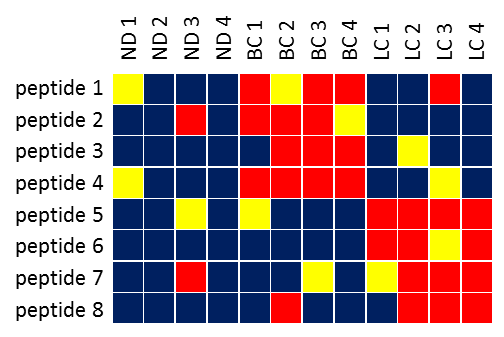 ND 1 ND 2 ND 3 ND 4 BC 1 BC 2 BC 3 BC 4 LC 1 LC 2 LC 3 LC 4
peptide 1
peptide 2
peptide 3
peptide 4
peptide 5
peptide 6
peptide 7
peptide 8